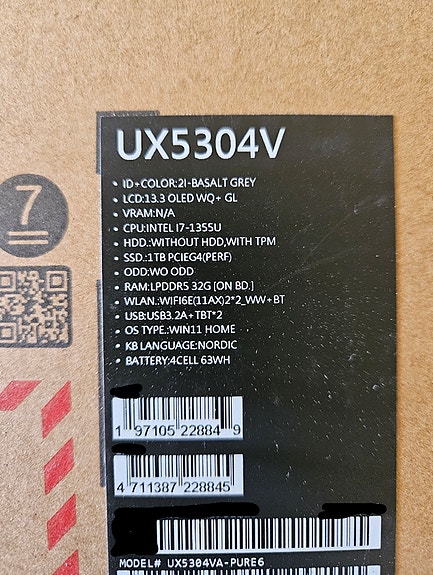 UX5304V
ID+COLOR:2I-BASALT GREY
LCD:13.3 OLED WQ+ GL
VRAM:N/A
CPU:INTEL I7-1355U
HDD.:WITHOUT HDD,WITH TPM
SSD.:1TB PCIEG4(PERF)
ODD:WO ODD
RAM:LPDDR5 32G [ON BD.]
WLAN.:WIFI6E(11AX)2*2_WW+BT
USB:USB3.2A+TBT*2
OS TYPE.:WIN11 HOME
KB LANGUAGE:NORDIC
BATTERY:4CELL 63WH
7
1 97105 22884 9
4 711387 228845
MODEL# UX5304VA-PURE6